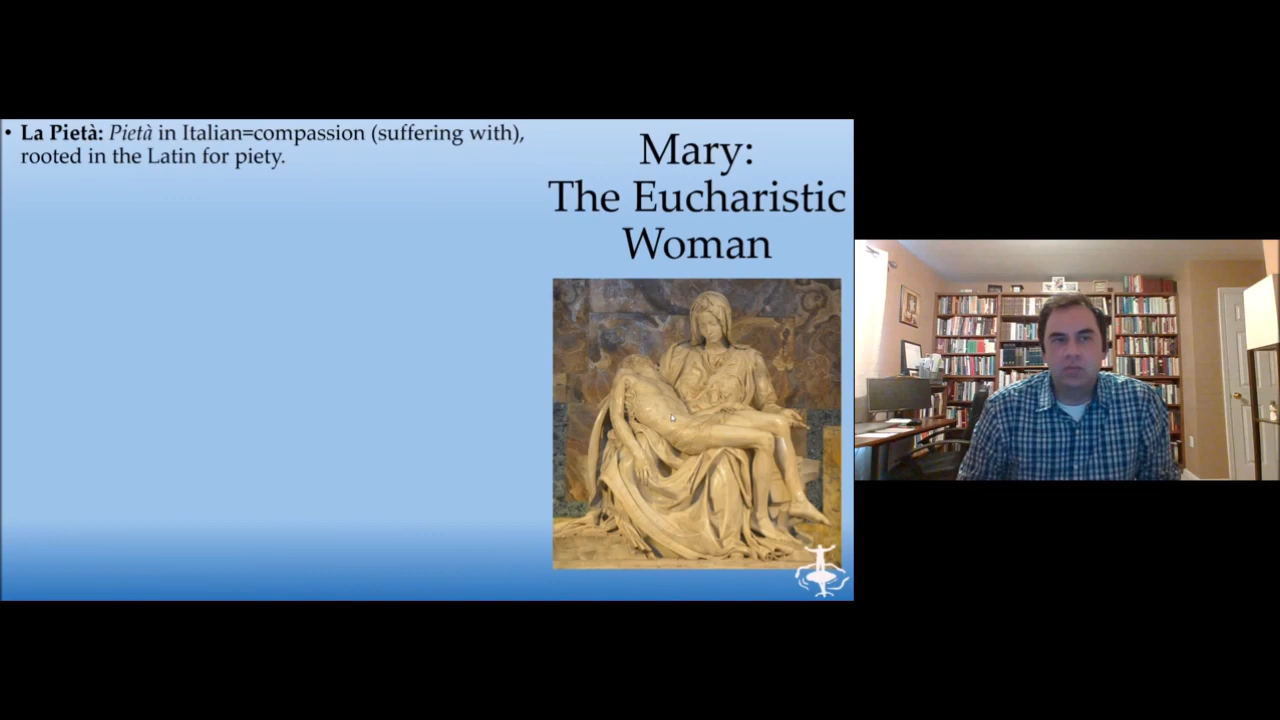 • La Pietà: Pietà in Italian=compassion (suffering with),
rooted in the Latin for piety.
Mary:
The Eucharistic
Woman